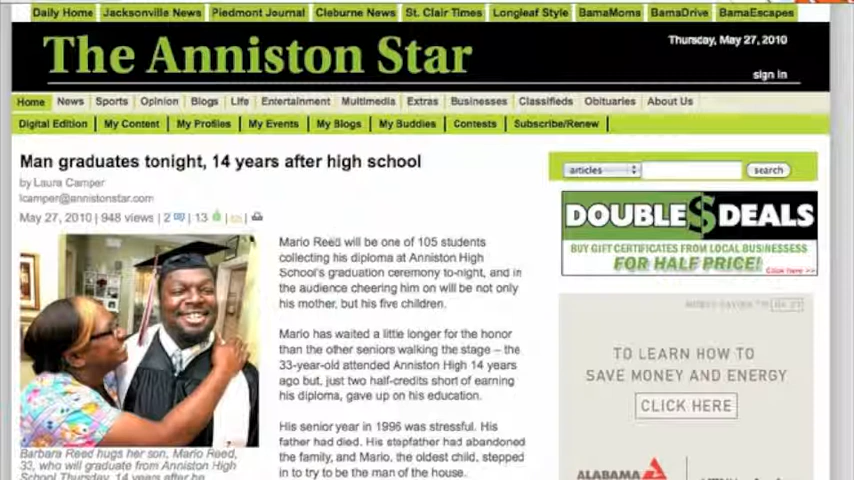 Daily Home | Jacksonville News | Piedmont Journal | Cleburne News | St. Clair Times | Longleaf Style | BamaMoms | BamaDrive | BamaEscapes
The Anniston Star
Thursday, May 27, 2010
sign in
Home News Sports Opinion Blogs Life Entertainment Multimedia Extras Businesses Classifieds Obituaries About Us
Digital Edition | My Content | My Profiles | My Events | My Blogs | My Buddies | Contests | Subscribe/Renew |
Man graduates tonight, 14 years after high school
by Laura Camper
lcamper@annistonstar.com
May 27, 2010 | 948 views | 2 | 13 | | 
Mario Reed will be one of 105 students
collecting his diploma at Anniston High
School's graduation ceremony to-night, and in
the audience cheering him on will be not only
his mother, but his five children.
Mario has waited a little longer for the honor
than the other seniors walking the stage – the
33-year-old attended Anniston High 14 years
ago but, just two half-credits short of earning
his diploma, gave up on his education.
His senior year in 1996 was stressful. His
father had died. His stepfather had abandoned
the family, and Mario, the oldest child, stepped
in to try to be the man of the house.
Barbara Reed hugs her son, Mario Reed,
33, who will graduate from Anniston High
School Thursday, 14 years after he
articles
search
DOUBLE $ DEALS
BUY GIFT CERTIFICATES FROM LOCAL BUSINESSESS
FOR HALF PRICE!
Click here >>
MONEY SAVING TIP
TO LEARN HOW TO
SAVE MONEY AND ENERGY
CLICK HERE
ALABAMA